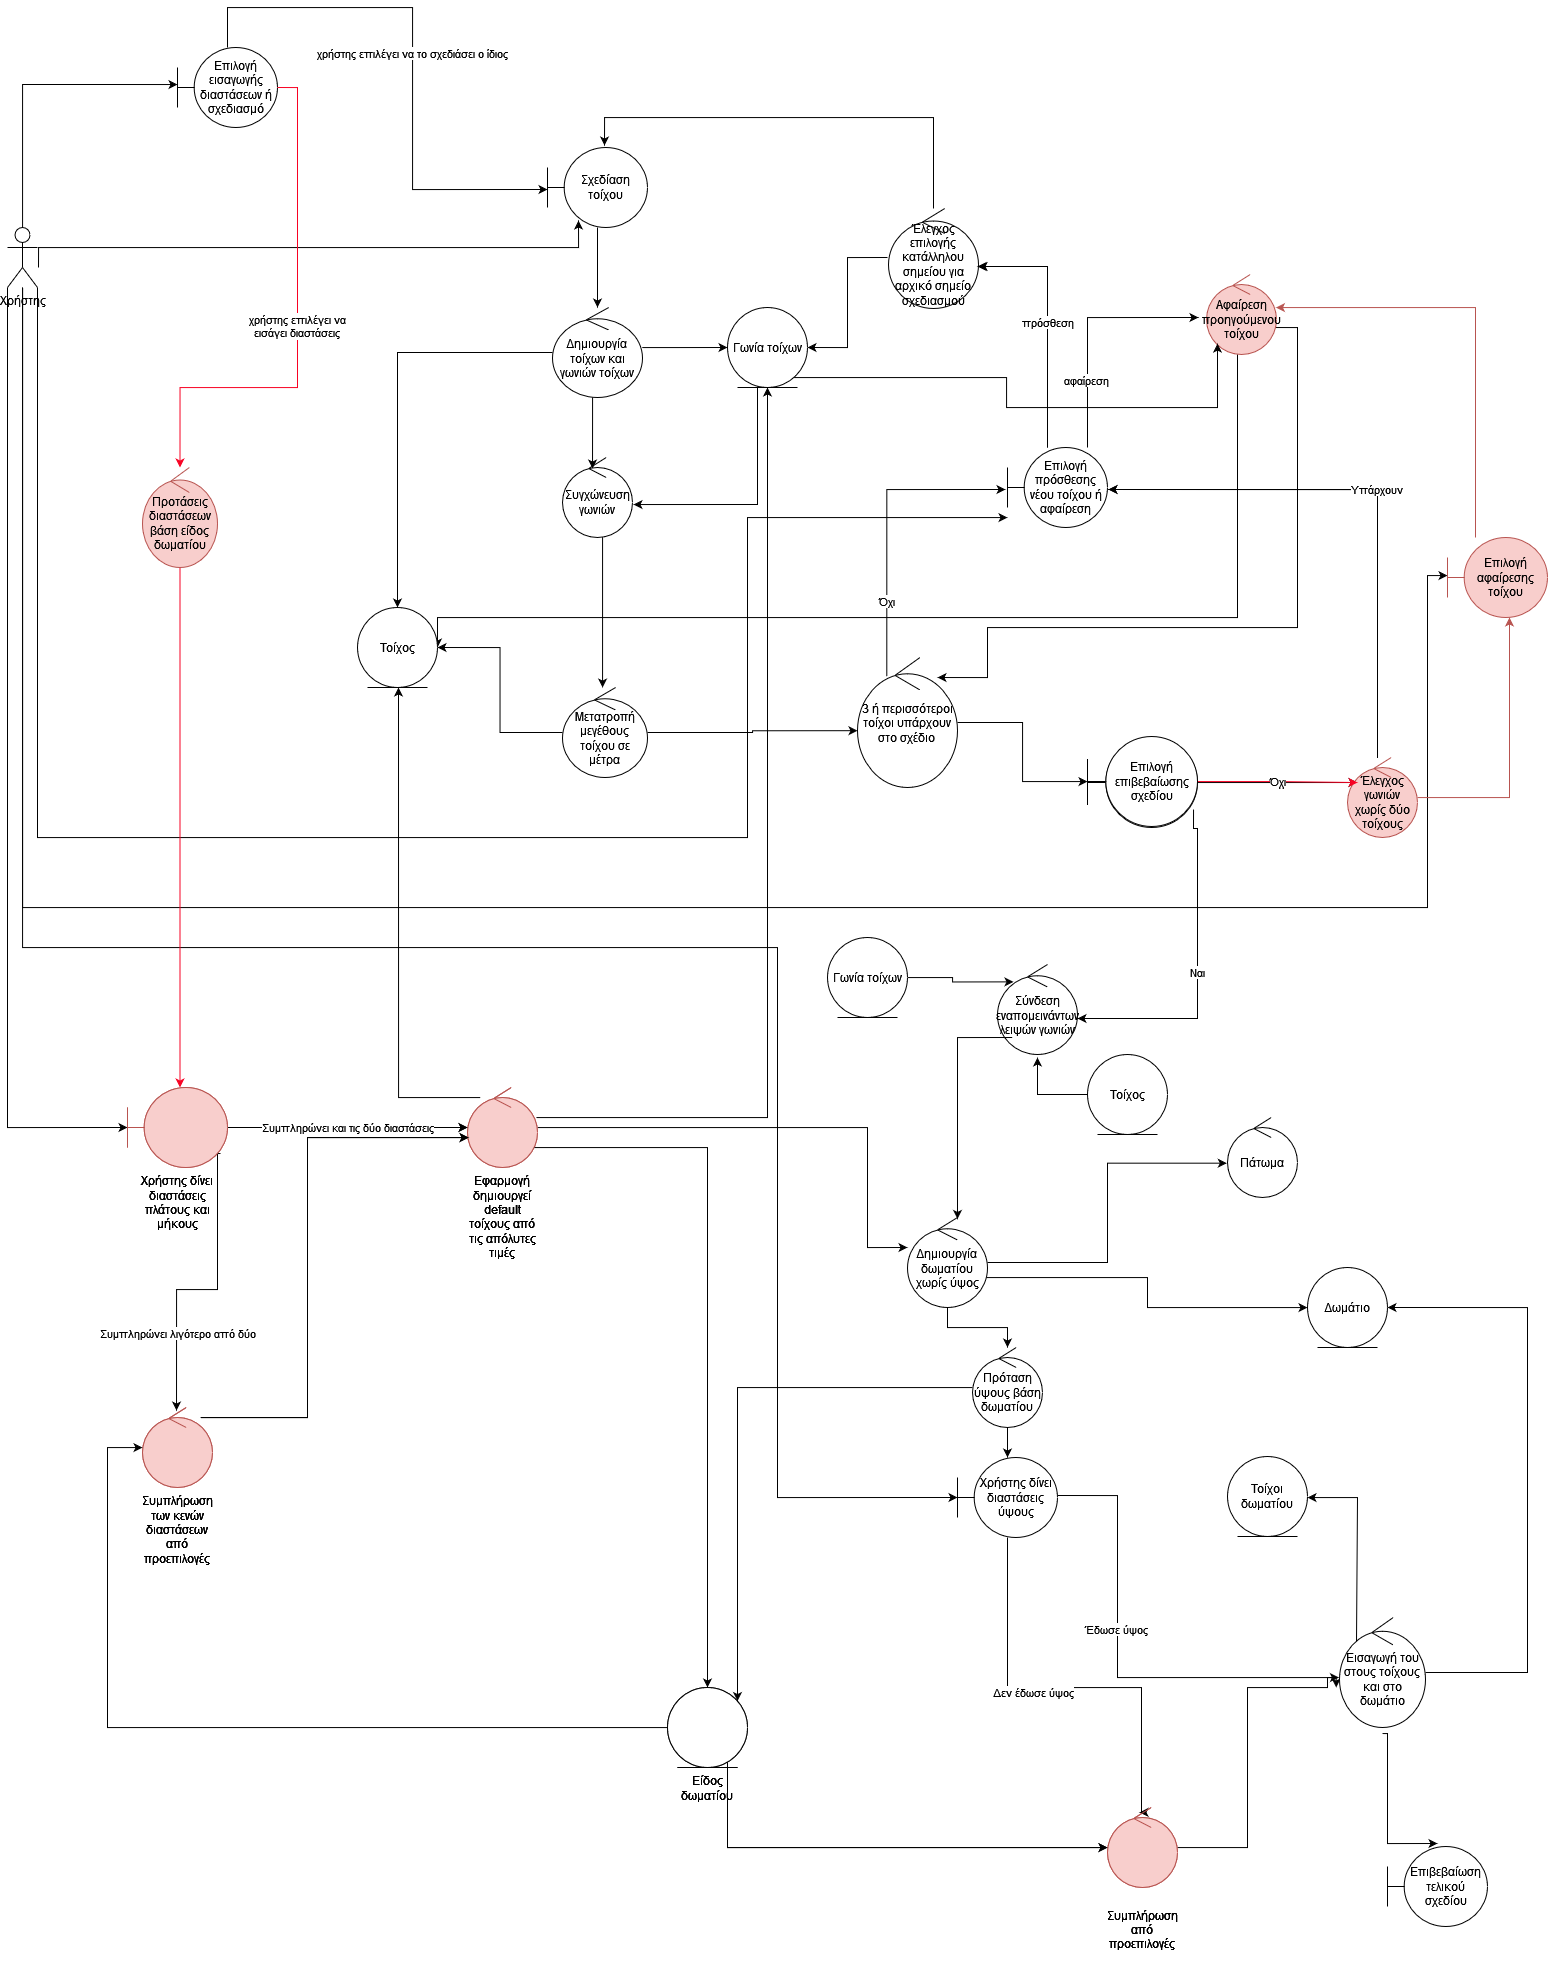 Επιλογή
εισαγωγής
διαστάσεων ή
σχεδιασμό
χρήστης επιλέγει να το σχεδιάσει ο ίδιος
Σχεδίαση
τοίχου
Έλεγχος
επιλογής
κατάλληλου
σημείου για
αρχικό σημείο
σχεδιασμού
Χρήστης
χρήστης επιλέγει να
εισάγει διαστάσεις
Δημιουργία
τοίχων και
γωνιών τοίχων
Γωνία τοίχων
πρόσθεση
Αφαίρεση
προηγούμενου
τοίχου
αφαίρεση
Προτάσεις
διαστάσεων
βάση είδος
δωματίου
Συγχώνευση
γωνιών
Επιλογή
πρόσθεσης
νέου τοίχου ή
αφαίρεση
Υπάρχουν
Επιλογή
αφαίρεσης
τοίχου
Όχι
Τοίχος
Μετατροπή
μεγέθους
τοίχου σε
μέτρα
3 ή περισσότεροι
τοίχοι υπάρχουν
στο σχέδιο
Επιλογή
επιβεβαίωσης
σχεδίου
Όχι
Έλεγχος
γωνιών
χωρίς δύο
τοίχους
Γωνία τοίχων
Ναι
Σύνδεση
εναπομεινάντων
λειψών γωνιών
Τοίχος
Συμπληρώνει και τις δύο διαστάσεις
Χρήστης δίνει
διαστάσεις
πλάτους και
μήκους
Εφαρμογή
δημιουργεί
default
τοίχους από
τις απόλυτες
τιμές
Πάτωμα
Δημιουργία
δωματίου
χωρίς ύψος
Δωμάτιο
Συμπληρώνει λιγότερο από δύο
Πρόταση
ύψους βάση
δωματίου
Συμπλήρωση
των κενών
διαστάσεων
από
προεπιλογές
Χρήστης δίνει
διαστάσεις
ύψους
Τοίχοι
δωματίου
Έδωσε ύψος
Δεν έδωσε ύψος
Εισαγωγή του
στους τοίχους
και στο
δωμάτιο
Είδος
δωματίου
Συμπλήρωση
από
προεπιλογές
Επιβεβαίωση
τελικού
σχεδίου